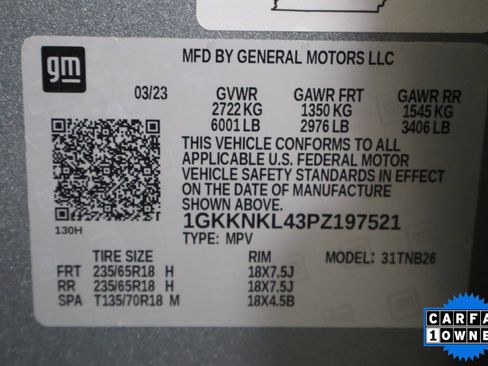 gm
MFD BY GENERAL MOTORS LLC
03/23 GVWR GAWR FRT GAWR RR
2722 KG 1350 KG 1545 KG
6001 LB 2976 LB 3406 LB
THIS VEHICLE CONFORMS TO ALL
APPLICABLE U.S. FEDERAL MOTOR
VEHICLE SAFETY STANDARDS IN EFFECT
ON THE DATE OF MANUFACTURE
SHOWN ABOVE.
1GKKNKL43PZ197521
130H
TYPE: MPV MODEL: 31TNB26
TIRE SIZE RIM
FRT 235/65R18 H 18X7.5J
RR 235/65R18 H 18X7.5J
SPA T135/70R18 M 18X4.5B
CARFA
1 OWNE